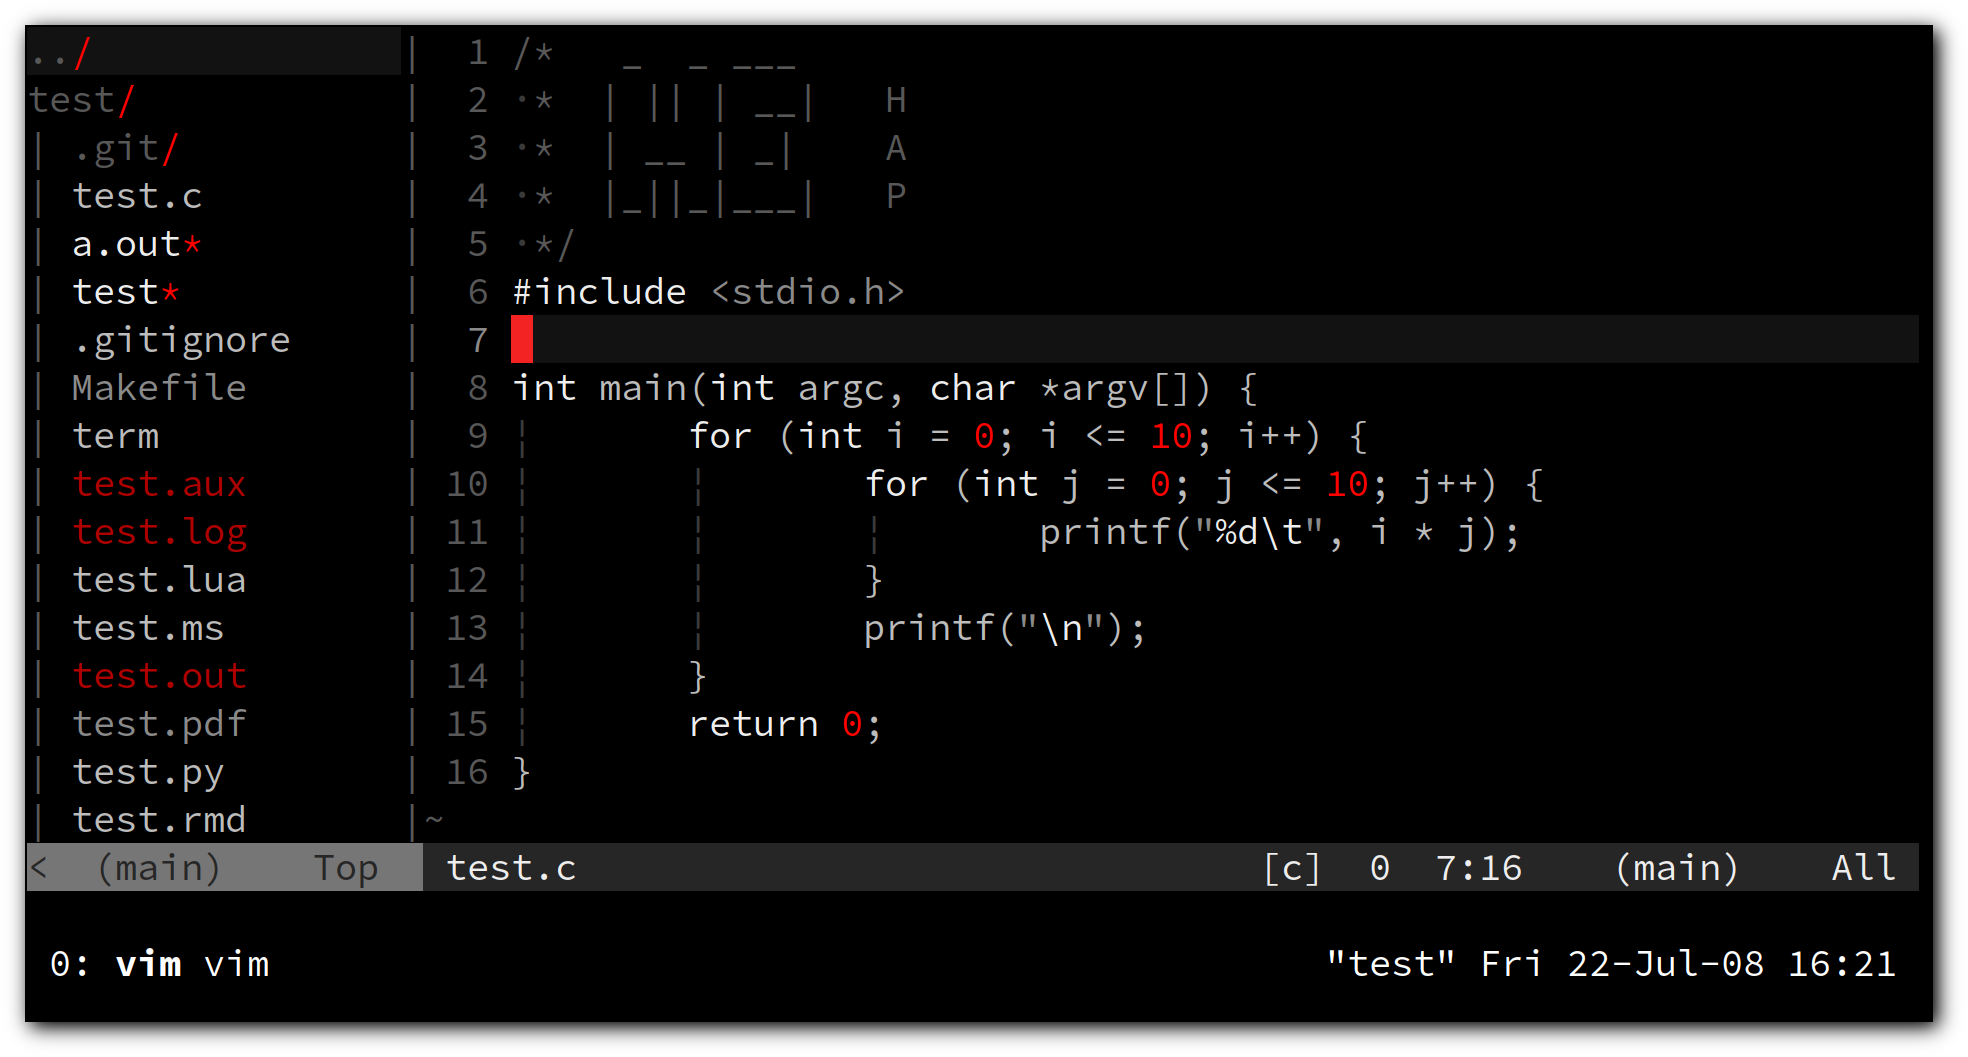 ../
test/
| .git/
| test.c
| a.out*
| test*
| .gitignore
| Makefile
| term
| test.aux
| test.log
| test.lua
| test.ms
| test.out
| test.pdf
| test.py
| test.rmd
< (main) Top
1 /*   _  _ ___
2 ·*  | || | __|   H
3 ·*  | __ | _|    A
4 ·*  |_||_|___|   P
5 ·*/
6 #include <stdio.h>
7
8 int main(int argc, char *argv[]) {
9 ¦       for (int i = 0; i <= 10; i++) {
10 ¦       ¦       for (int j = 0; j <= 10; j++) {
11 ¦       ¦       ¦       printf("%d\t", i * j);
12 ¦       ¦       }
13 ¦       ¦       printf("\n");
14 ¦       }
15 ¦       return 0;
16 }
~
test.c [c] 0 7:16 (main) All
0: vim vim "test" Fri 22-Jul-08 16:21